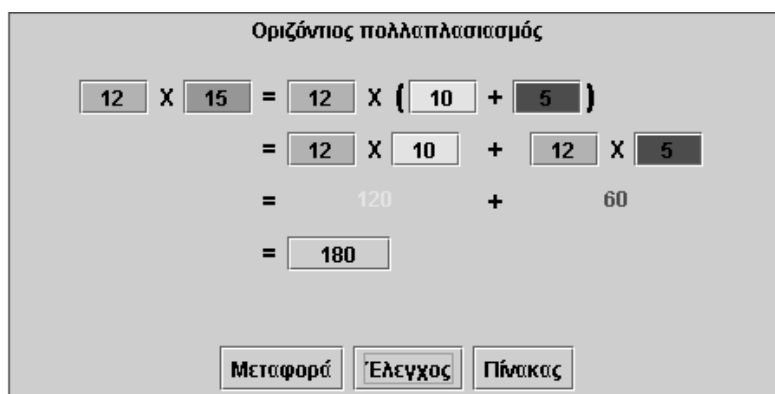 Οριζόντιος πολλαπλασιασμός
12 X 15 = 12 X ( 10 + 5 )
= 12 X 10 + 12 X 5
= 120 + 60
= 180
Μεταφορά Έλεγχος Πίνακας